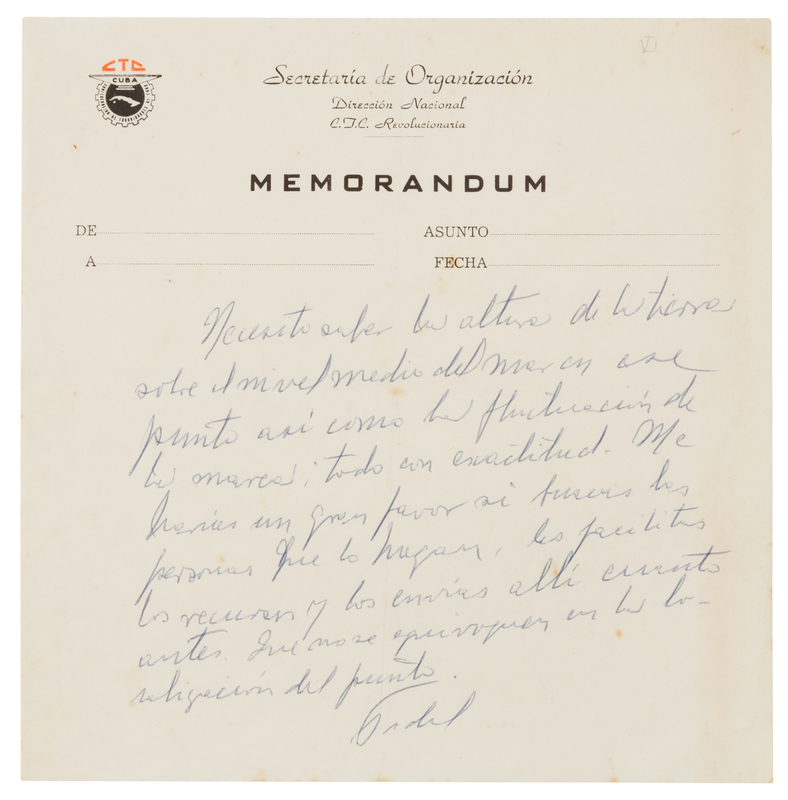 VI
CTC
CUBA
Secretaría de Organización
Dirección Nacional
C.T.C. Revolucionaria
MEMORANDUM
DE
ASUNTO
A
FECHA
Necesito saber la altura de la tierra
sobre el nivel medio del mar en ese
punto así como la fluctuación de
la marea; todo con exactitud. Me
harías un gran favor si buscas las
personas que lo hagan, les facilitas
los recursos y los envías allí cuanto
antes. Que no se equivoquen en la lo-
calización del punto.
Fidel